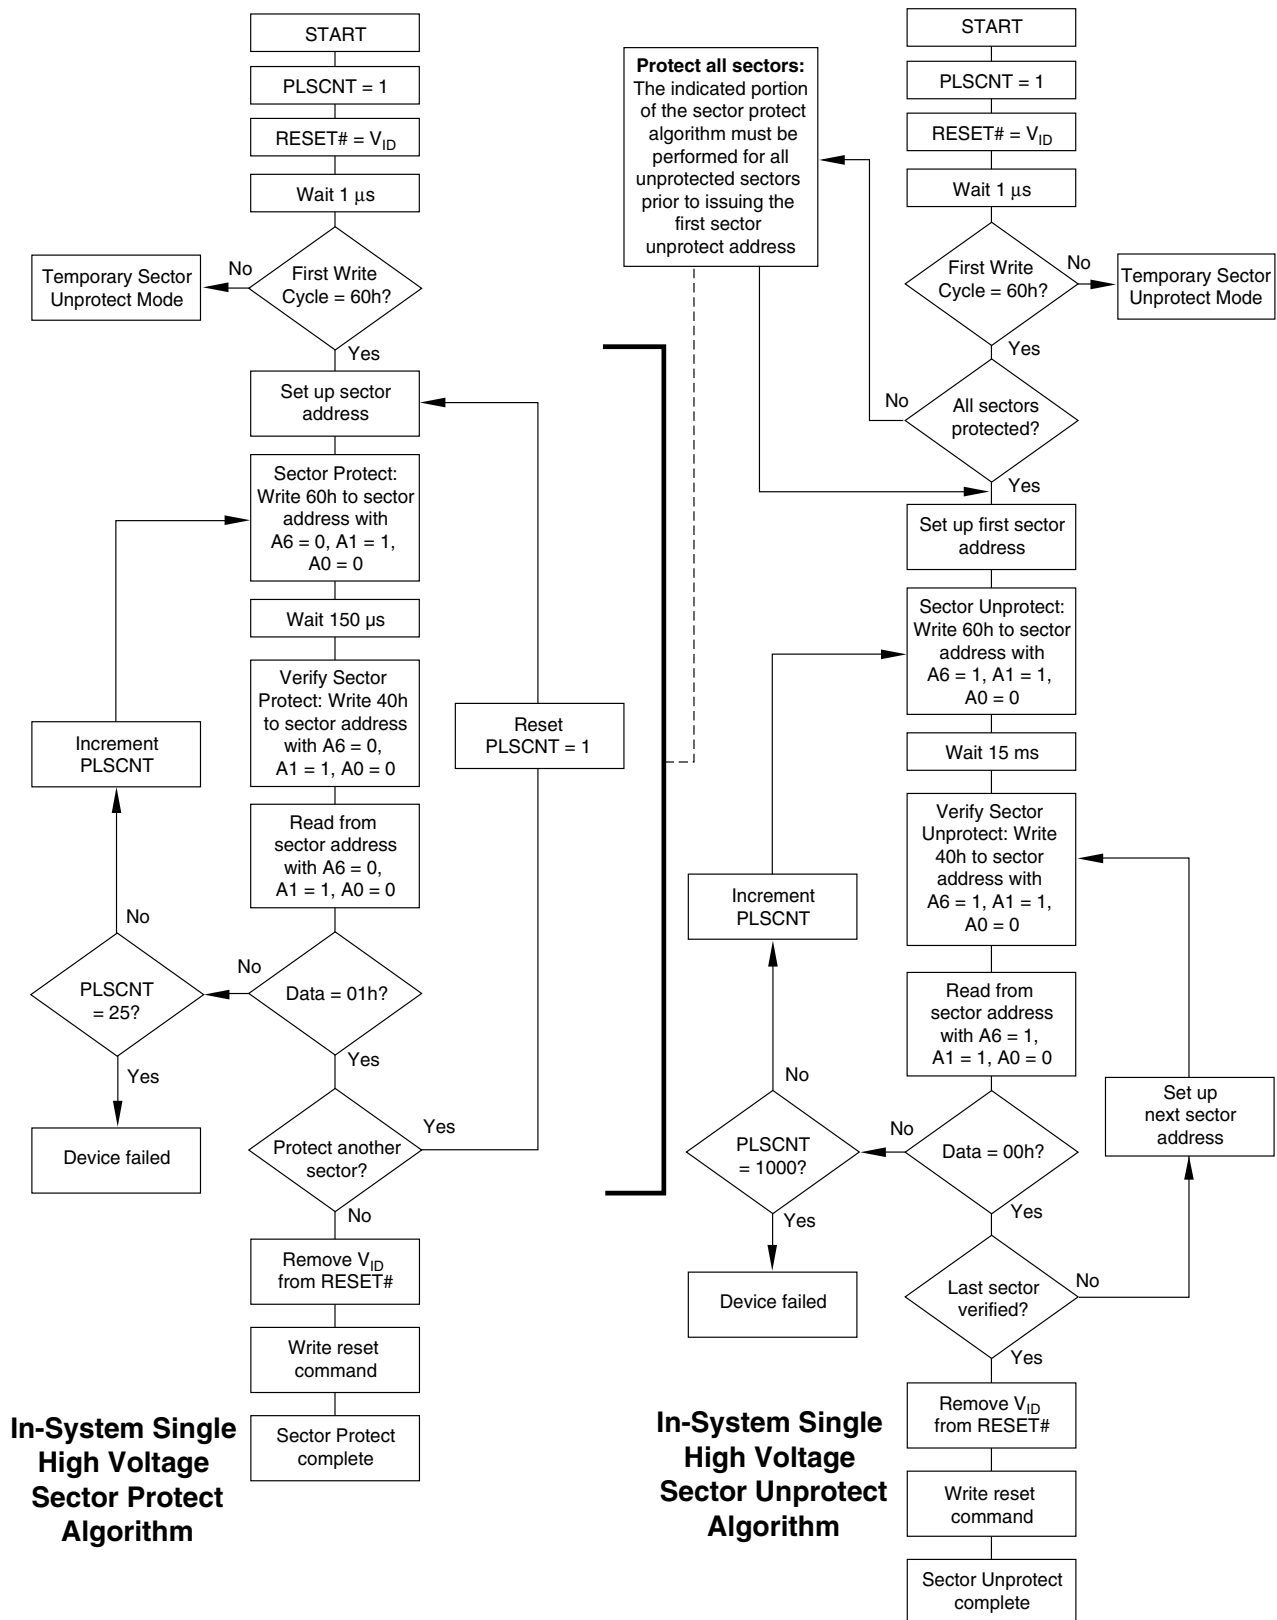 START
PLSCNT = 1
RESET# = VID
Wait 1 μs
First Write
Cycle = 60h?
No
Temporary Sector
Unprotect Mode
Yes
Set up sector
address
Sector Protect:
Write 60h to sector
address with
A6 = 0, A1 = 1,
A0 = 0
Wait 150 µs
Verify Sector
Protect: Write 40h
to sector address
with A6 = 0,
A1 = 1, A0 = 0
Reset
PLSCNT = 1
Increment
PLSCNT
Read from
sector address
with A6 = 0,
A1 = 1, A0 = 0
No
PLSCNT
= 25?
No
Data = 01h?
Yes
Yes
Device failed
Protect another
sector?
Yes
No
Remove VID
from RESET#
Write reset
command
Sector Protect
complete
In-System Single
High Voltage
Sector Protect
Algorithm
Protect all sectors:
The indicated portion
of the sector protect
algorithm must be
performed for all
unprotected sectors
prior to issuing the
first sector
unprotect address
START
PLSCNT = 1
RESET# = VID
Wait 1 μs
First Write
Cycle = 60h?
No
Temporary Sector
Unprotect Mode
Yes
No
All sectors
protected?
Yes
Set up first sector
address
Sector Unprotect:
Write 60h to sector
address with
A6 = 1, A1 = 1,
A0 = 0
Wait 15 ms
Verify Sector
Unprotect: Write
40h to sector
address with
A6 = 1, A1 = 1,
A0 = 0
Increment
PLSCNT
Read from
sector address
with A6 = 1,
A1 = 1, A0 = 0
No
Set up
next sector
address
PLSCNT
= 1000?
No
Data = 00h?
Yes
Yes
Device failed
Last sector
verified?
No
Yes
Remove VID
from RESET#
Write reset
command
Sector Unprotect
complete
In-System Single
High Voltage
Sector Unprotect
Algorithm